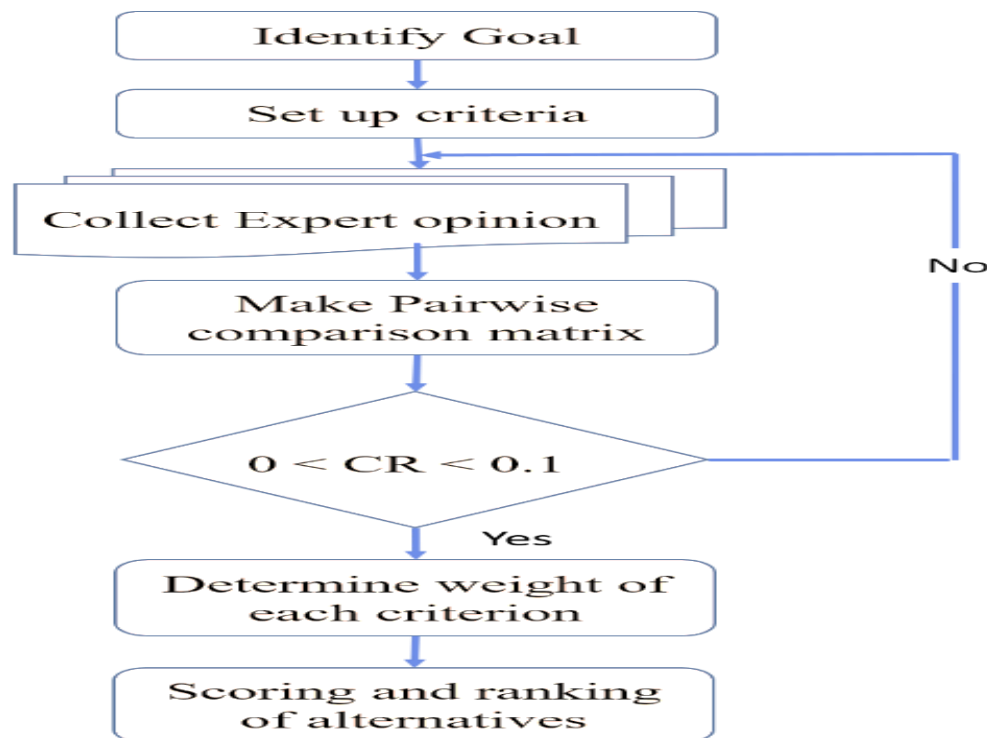 Identify Goal
Set up criteria
Collect Expert opinion
No
Make Pairwise
comparison matrix
0 < CR < 0.1
Yes
Determine weight of
each criterion
Scoring and ranking
of alternatives